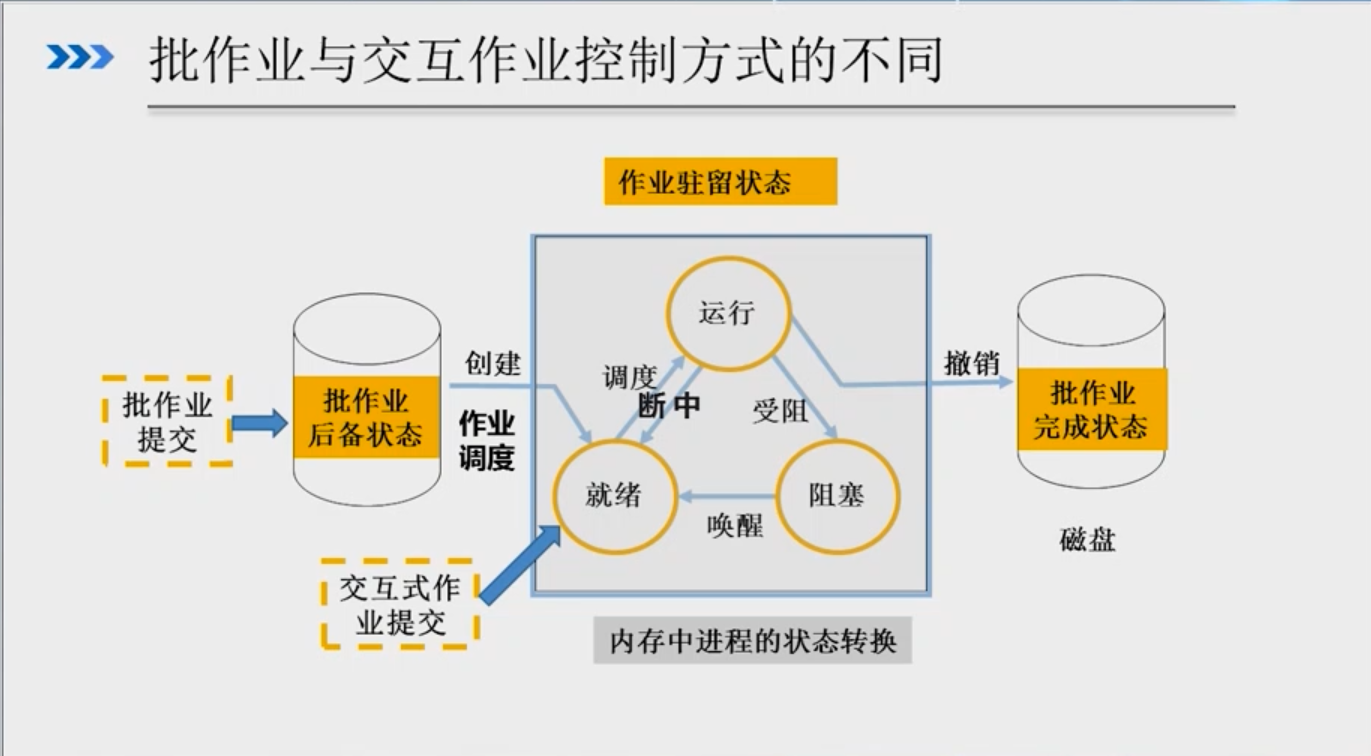 批作业与交互作业控制方式的不同
作业驻留状态
运行
创建
调度
断 中
受阻
撤销
批作业
提交
批作业
后备状态
作业
调度
批作业
完成状态
就绪
阻塞
唤醒
磁盘
交互式作
业提交
内存中进程的状态转换